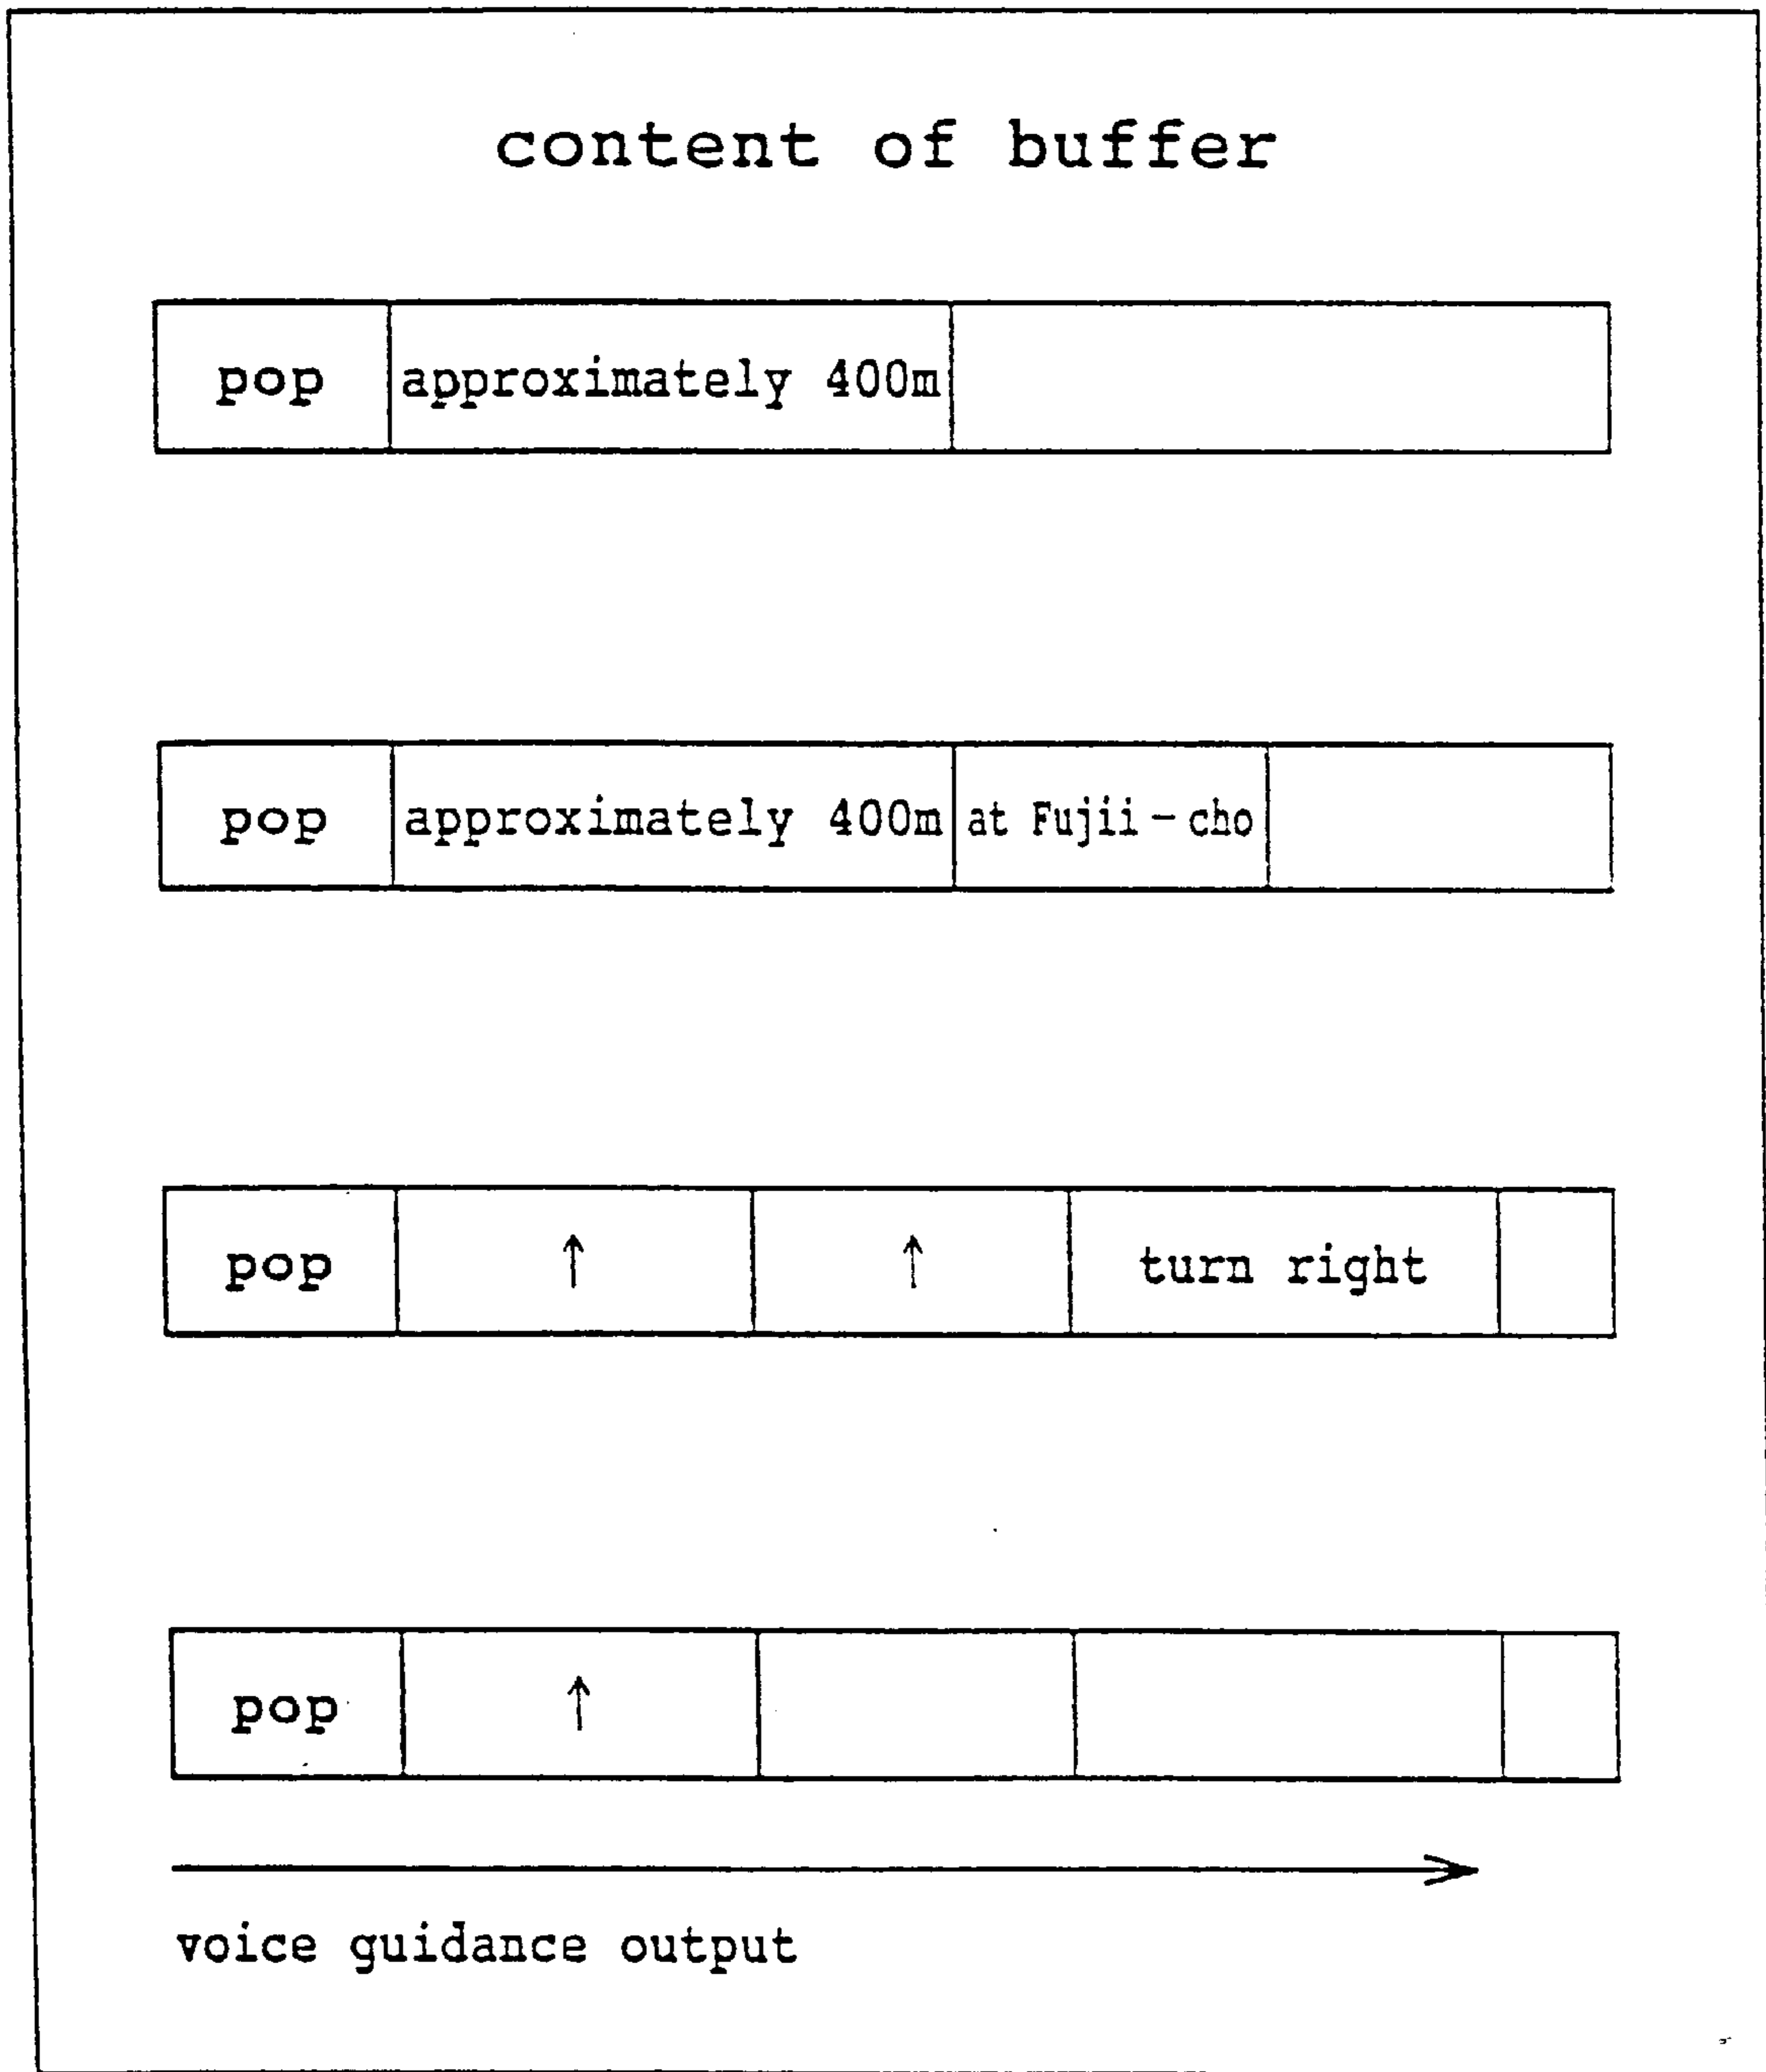 content of buffer
pop approximately 400m
pop approximately 400m at Fujii-cho
pop ↑ ↑ turn right
pop ↑
voice guidance output